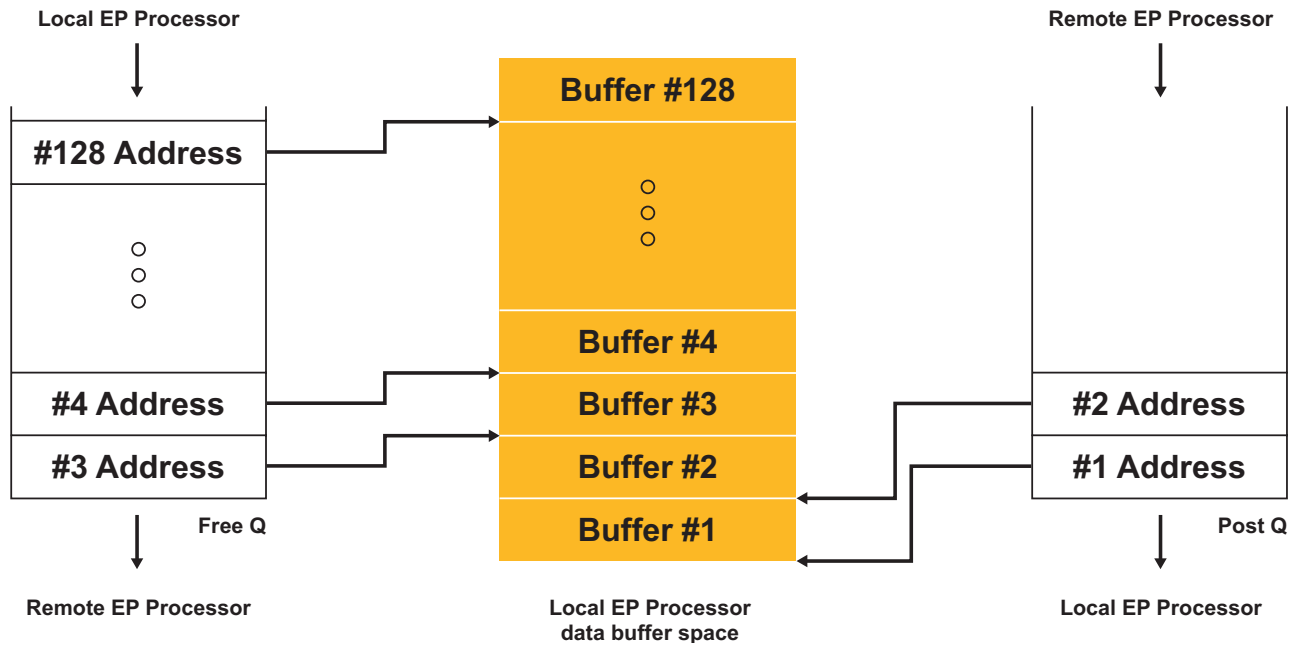 Local EP Processor
Remote EP Processor
Buffer #128
#128 Address
Buffer #4
#4 Address
Buffer #3
#2 Address
#3 Address
Buffer #2
#1 Address
Free Q
Buffer #1
Post Q
Remote EP Processor
Local EP Processor
data buffer space
Local EP Processor